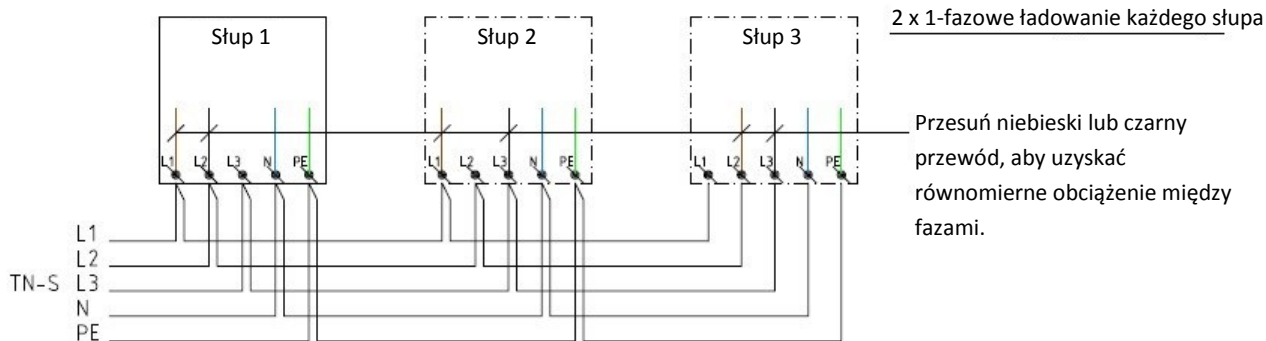 2 x 1-fazowe ładowanie każdego słupa
Słup 1
Słup 2
Słup 3
Przesuń niebieski lub czarny
przewód, aby uzyskać
równomierne obciążenie między
fazami.
L1 L2 L3 N PE
L1 L2 L3 N PE
L1 L2 L3 N PE
L1
L2
TN-S L3
N
PE